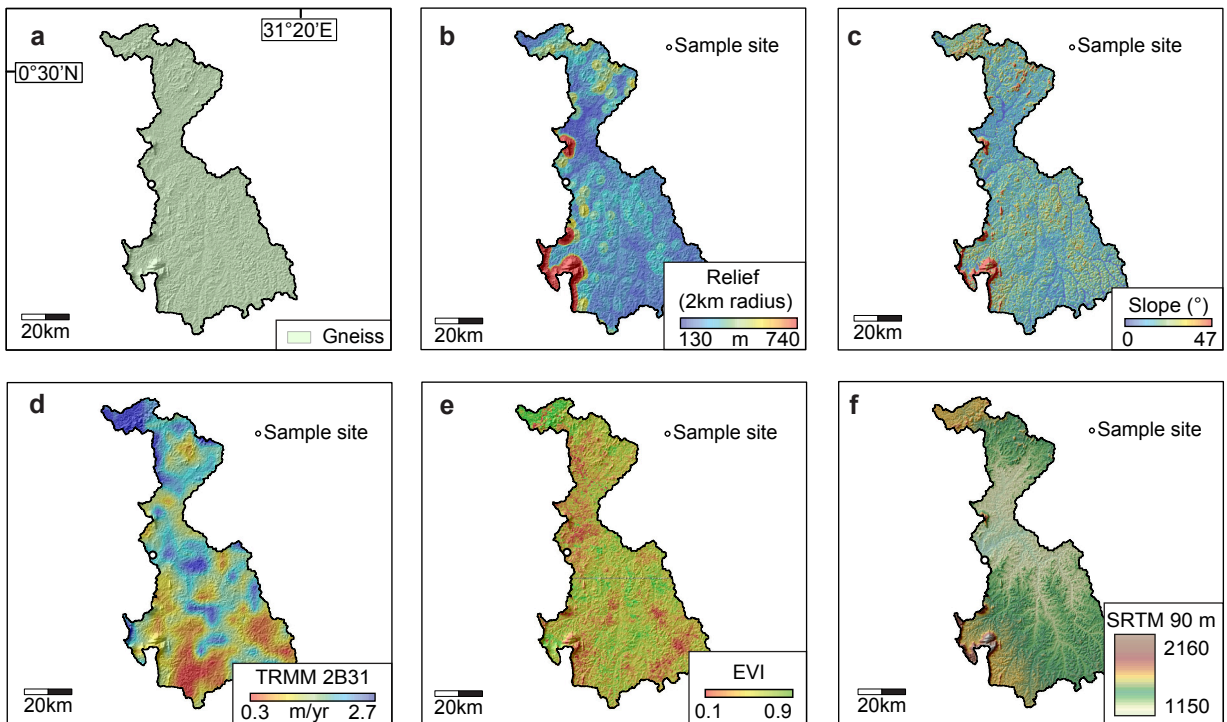 a
31°20'E
0°30'N
20km
Gneiss
b
Sample site
Relief
(2km radius)
130 m 740
20km
c
Sample site
Slope (°)
0 47
20km
d
Sample site
TRMM 2B31
0.3 m/yr 2.7
20km
e
Sample site
EVI
0.1 0.9
20km
f
Sample site
SRTM 90 m
2160
1150
20km